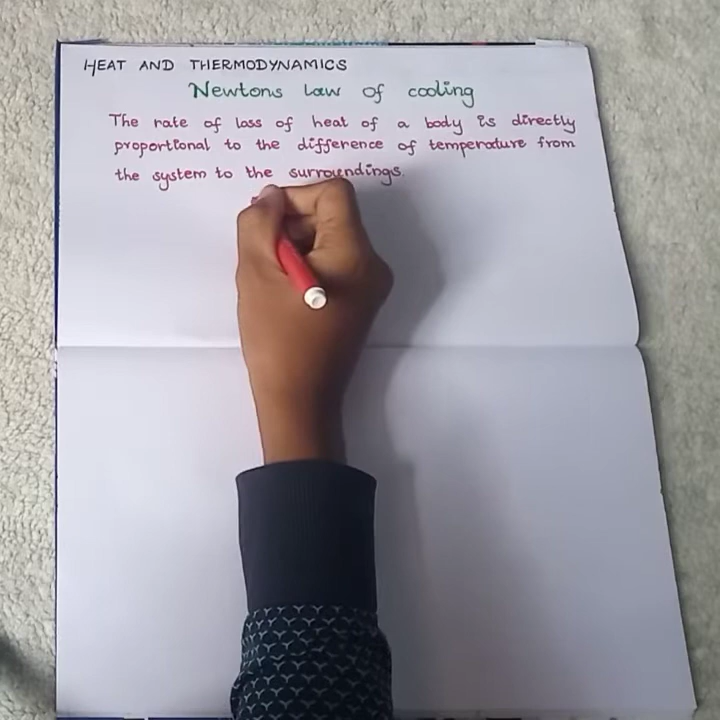 HEAT AND THERMODYNAMICS
Newtons law of cooling
The rate of loss of heat of a body is directly
proportional to the difference of temperature from
the system to the surroundings.